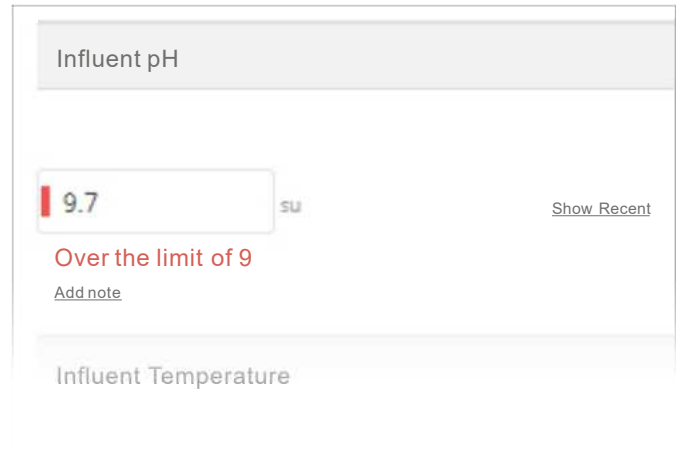 Influent pH
9.7 su Show Recent
Over the limit of 9
Add note
Influent Temperature